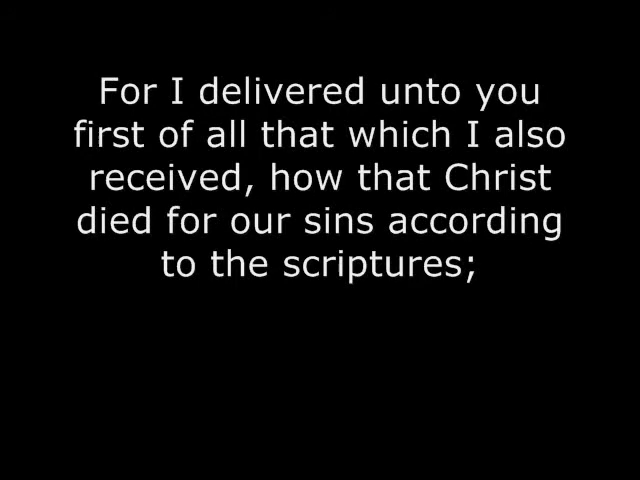 For I delivered unto you
first of all that which I also
received, how that Christ
died for our sins according
to the scriptures;